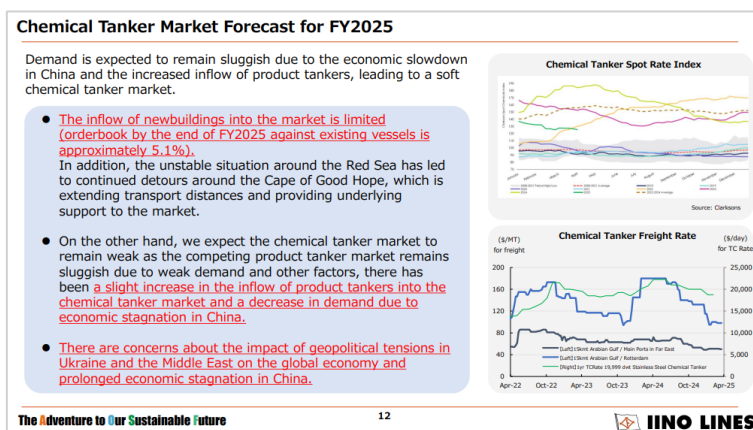 Chemical Tanker Market Forecast for FY2025
Demand is expected to remain sluggish due to the economic slowdown
in China and the increased inflow of product tankers, leading to a soft
chemical tanker market.
● The inflow of newbuildings into the market is limited
(orderbook by the end of FY2025 against existing vessels is
approximately 5.1%).
In addition, the unstable situation around the Red Sea has led
to continued detours around the Cape of Good Hope, which is
extending transport distances and providing underlying
support to the market.
● On the other hand, we expect the chemical tanker market to
remain weak as the competing product tanker market remains
sluggish due to weak demand and other factors, there has
been a slight increase in the inflow of product tankers into the
chemical tanker market and a decrease in demand due to
economic stagnation in China.
● There are concerns about the impact of geopolitical tensions in
Ukraine and the Middle East on the global economy and
prolonged economic stagnation in China.
Chemical Tanker Spot Rate Index
Source: Clarksons
Chemical Tanker Freight Rate
($/MT)
for freight
($/day)
for TC Rate
200 25,000
160 20,000
120 15,000
80 10,000
40 5,000
0 0
[Left]15kmt Arabian Gulf / Main Ports in Far East
[Left]15kmt Arabian Gulf / Rotterdam
[Right]1yr TCRate 19,999 dwt Stainless Steel Chemical Tanker
Apr-22 Oct-22 Apr-23 Oct-23 Apr-24 Oct-24 Apr-25
The Adventure to Our Sustainable Future
12
IINO LINES